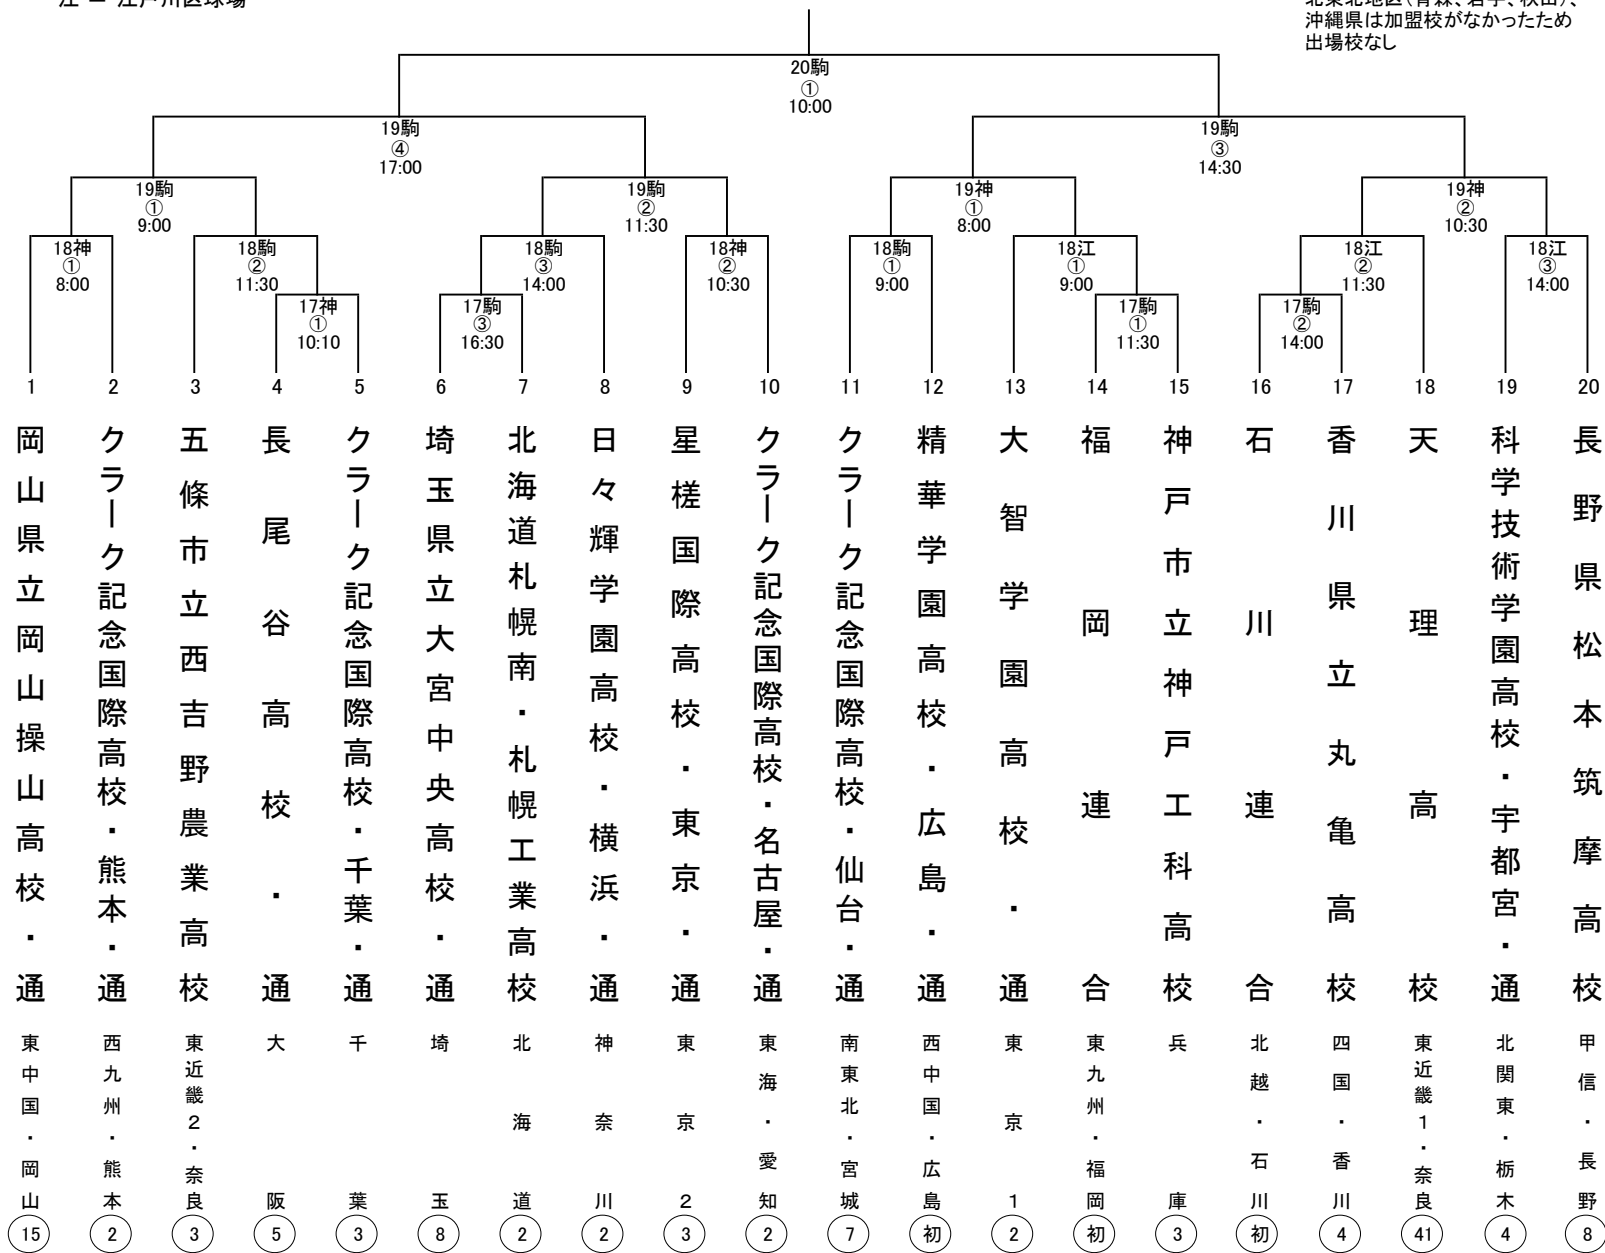 江 － 江戸川区球場
北東北地区（青森、岩手、秋田）、
沖縄県は加盟校がなかったため
出場校なし
20駒
①
10:00
19駒
④
17:00
19駒
③
14:30
19駒
①
9:00
19駒
②
11:30
19神
①
8:00
19神
②
10:30
18神
①
8:00
18駒
②
11:30
18駒
③
14:00
18神
②
10:30
18駒
①
9:00
18江
①
9:00
18江
②
11:30
18江
③
14:00
17神
①
10:10
17駒
③
16:30
17駒
①
11:30
17駒
②
14:00
1
2
3
4
5
6
7
8
9
10
11
12
13
14
15
16
17
18
19
20
岡山県立岡山操山高校・通
クラーク記念国際高校・熊本・通
五條市立西吉野農業高校
長尾谷高校・通
クラーク記念国際高校・千葉・通
埼玉県立大宮中央高校・通
北海道札幌南・札幌工業高校
日々輝学園高校・横浜・通
星槎国際高校・東京・通
クラーク記念国際高校・名古屋・通
クラーク記念国際高校・仙台・通
精華学園高校・広島・通
大智学園高校・通
福岡連合
神戸市立神戸工科高校
石川連合
香川県立丸亀高校
天理高校
科学技術学園高校・宇都宮・通
長野県松本筑摩高校
東中国・岡山
西九州・熊本
東近畿２・奈良
大阪
千葉
埼玉
北海道
神奈川
東京２
東海・愛知
南東北・宮城
西中国・広島
東京１
東九州・福岡
兵庫
北越・石川
四国・香川
東近畿１・奈良
北関東・栃木
甲信・長野
15
2
3
5
3
8
2
2
3
2
7
初
2
初
3
初
4
41
4
8